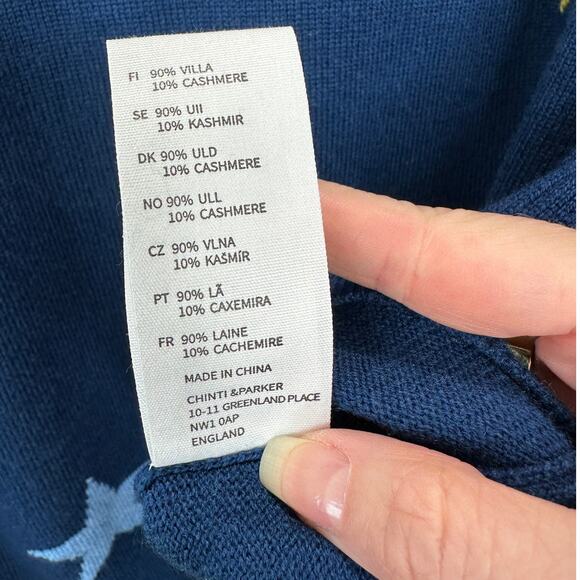 FI 90% VILLA
10% CASHMERE
SE 90% UII
10% KASHMIR
DK 90% ULD
10% CASHMERE
NO 90% ULL
10% CASHMERE
CZ 90% VLNA
10% KAŠMíR
PT 90% LÃ
10% CAXEMIRA
FR 90% LAINE
10% CACHEMIRE
MADE IN CHINA
CHINTI &PARKER
10-11 GREENLAND PLACE
NW1 0AP
ENGLAND